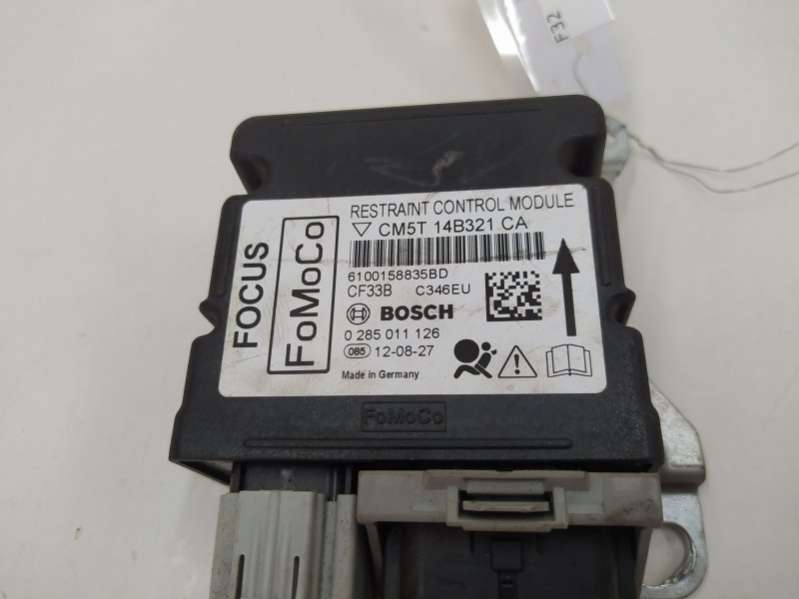 F32
FOCUS
FoMoCo
RESTRAINT CONTROL MODULE
CM5T 14B321 CA
6100158835BD
CF33B C346EU
BOSCH
0 285 011 126
085 12-08-27
Made in Germany
FoMoCo